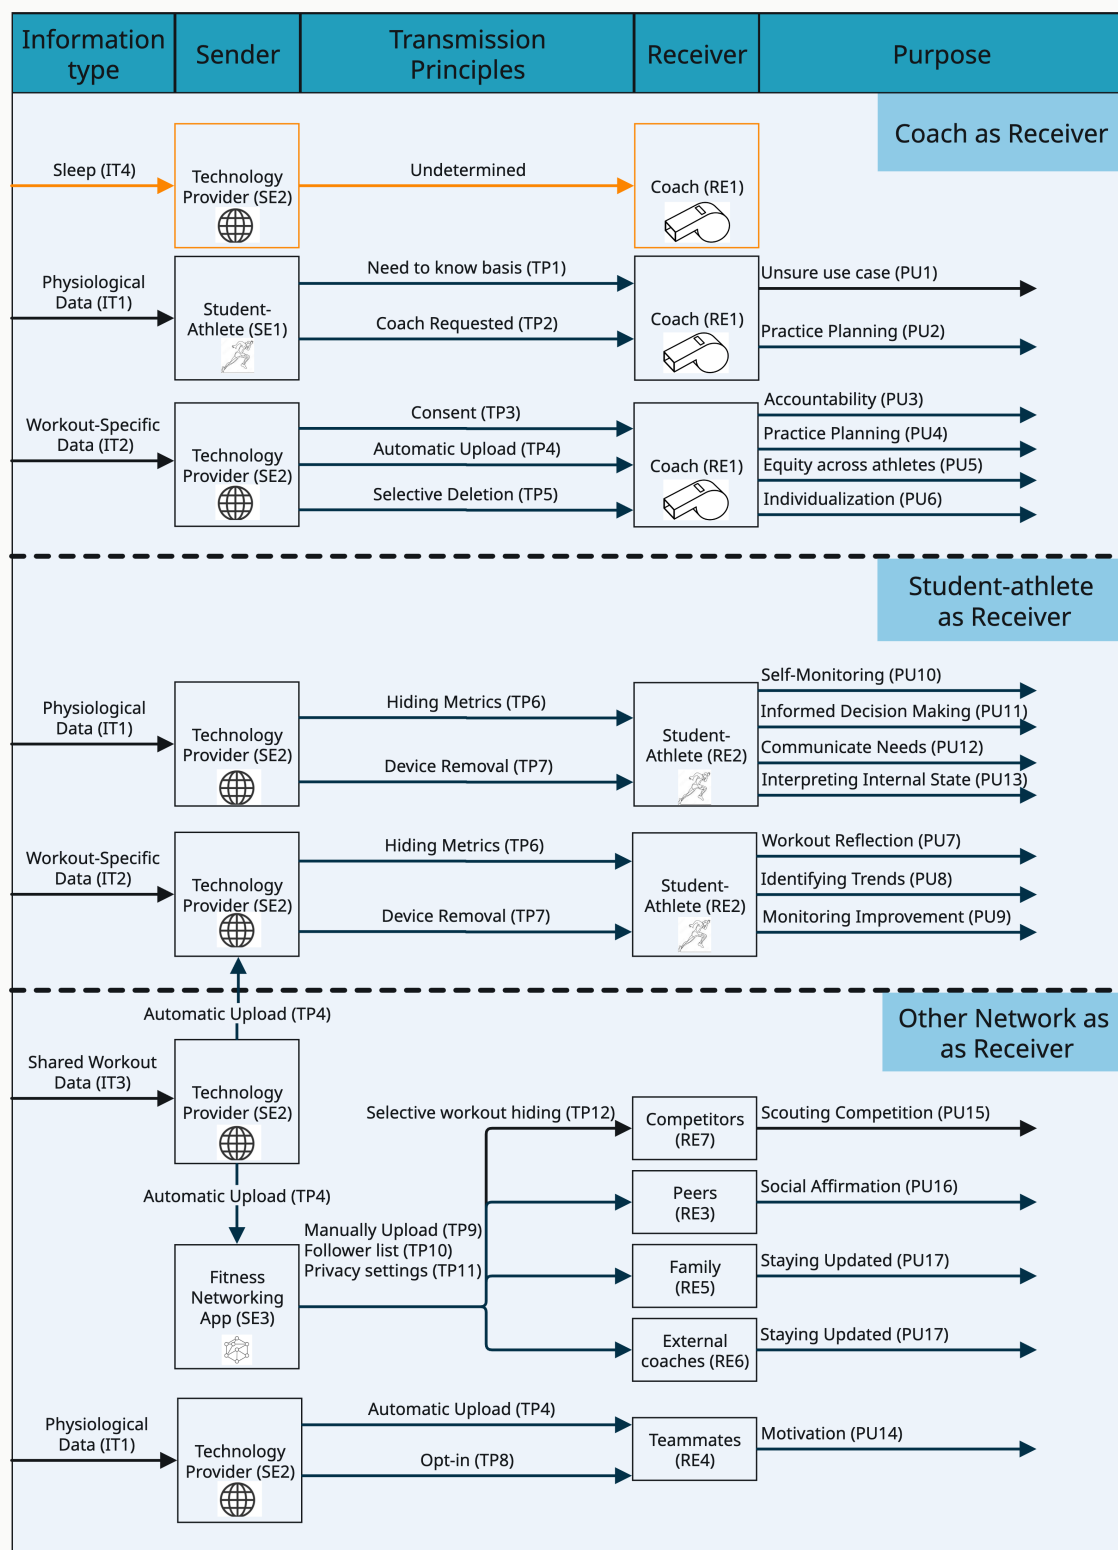 Information
type
Sender
Transmission
Principles
Receiver
Purpose
Coach as Receiver
Sleep (IT4)
Technology
Provider (SE2)
Undetermined
Coach (RE1)
Physiological
Data (IT1)
Student-
Athlete (SE1)
Need to know basis (TP1)
Coach Requested (TP2)
Coach (RE1)
Unsure use case (PU1)
Practice Planning (PU2)
Workout-Specific
Data (IT2)
Technology
Provider (SE2)
Consent (TP3)
Automatic Upload (TP4)
Selective Deletion (TP5)
Coach (RE1)
Accountability (PU3)
Practice Planning (PU4)
Equity across athletes (PU5)
Individualization (PU6)
Student-athlete
as Receiver
Physiological
Data (IT1)
Technology
Provider (SE2)
Hiding Metrics (TP6)
Device Removal (TP7)
Student-
Athlete (RE2)
Self-Monitoring (PU10)
Informed Decision Making (PU11)
Communicate Needs (PU12)
Interpreting Internal State (PU13)
Workout-Specific
Data (IT2)
Technology
Provider (SE2)
Hiding Metrics (TP6)
Device Removal (TP7)
Student-
Athlete (RE2)
Workout Reflection (PU7)
Identifying Trends (PU8)
Monitoring Improvement (PU9)
Other Network as
as Receiver
Automatic Upload (TP4)
Shared Workout
Data (IT3)
Technology
Provider (SE2)
Automatic Upload (TP4)
Fitness
Networking
App (SE3)
Manually Upload (TP9)
Follower list (TP10)
Privacy settings (TP11)
Selective workout hiding (TP12)
Competitors
(RE7)
Scouting Competition (PU15)
Peers
(RE3)
Social Affirmation (PU16)
Family
(RE5)
Staying Updated (PU17)
External
coaches (RE6)
Staying Updated (PU17)
Physiological
Data (IT1)
Technology
Provider (SE2)
Automatic Upload (TP4)
Opt-in (TP8)
Teammates
(RE4)
Motivation (PU14)